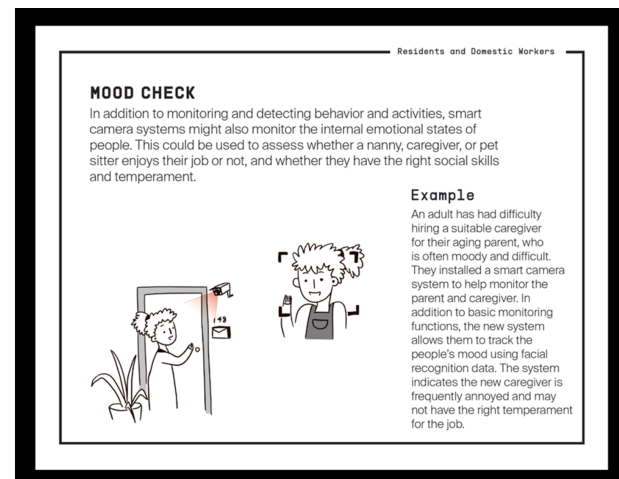 Residents and Domestic Workers
MOOD CHECK
In addition to monitoring and detecting behavior and activities, smart
camera systems might also monitor the internal emotional states of
people. This could be used to assess whether a nanny, caregiver, or pet
sitter enjoys their job or not, and whether they have the right social skills
and temperament.
Example
An adult has had difficulty
hiring a suitable caregiver
for their aging parent, who
is often moody and difficult.
They installed a smart camera
system to help monitor the
parent and caregiver. In
addition to basic monitoring
functions, the new system
allows them to track the
people's mood using facial
recognition data. The system
indicates the new caregiver is
frequently annoyed and may
not have the right temperament
for the job.